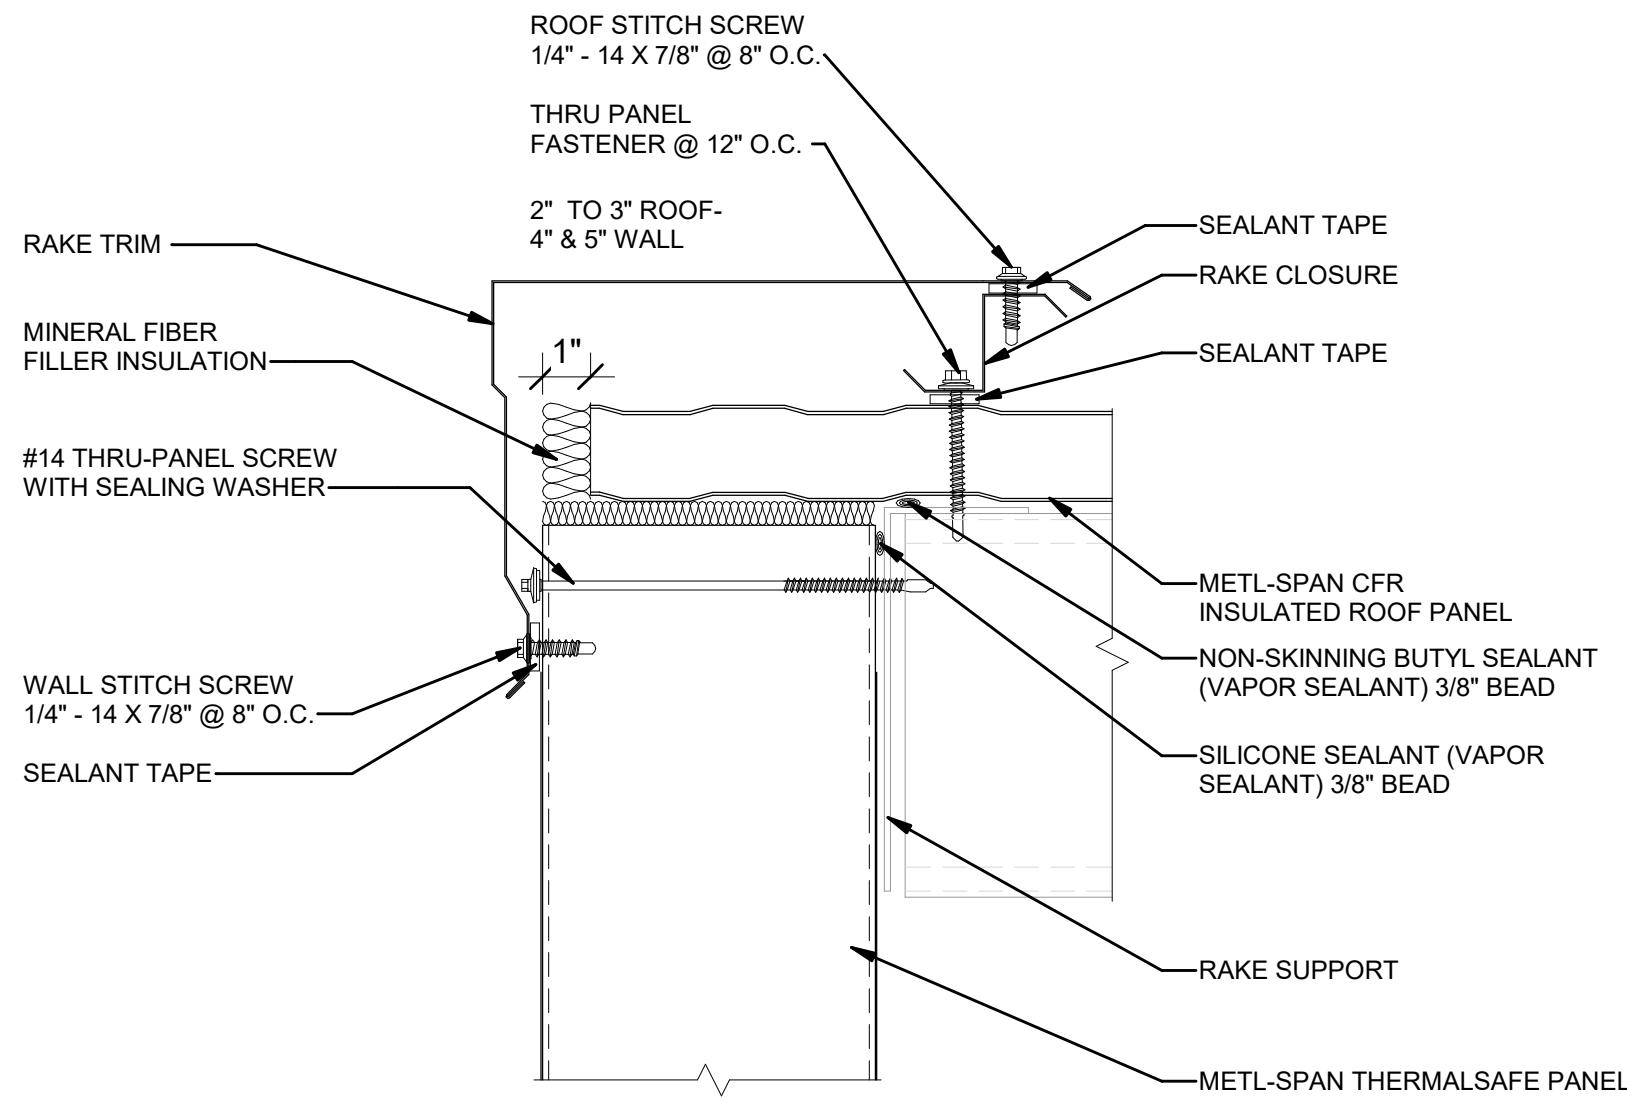 ROOF STITCH SCREW
1/4" - 14 X 7/8" @ 8" O.C.
THRU PANEL
FASTENER @ 12" O.C.
2" TO 3" ROOF-
4" & 5" WALL
RAKE TRIM
MINERAL FIBER
FILLER INSULATION
1"
#14 THRU-PANEL SCREW
WITH SEALING WASHER
WALL STITCH SCREW
1/4" - 14 X 7/8" @ 8" O.C.
SEALANT TAPE
SEALANT TAPE
RAKE CLOSURE
SEALANT TAPE
METL-SPAN CFR
INSULATED ROOF PANEL
NON-SKINNING BUTYL SEALANT
(VAPOR SEALANT) 3/8" BEAD
SILICONE SEALANT (VAPOR
SEALANT) 3/8" BEAD
RAKE SUPPORT
METL-SPAN THERMALSAFE PANEL